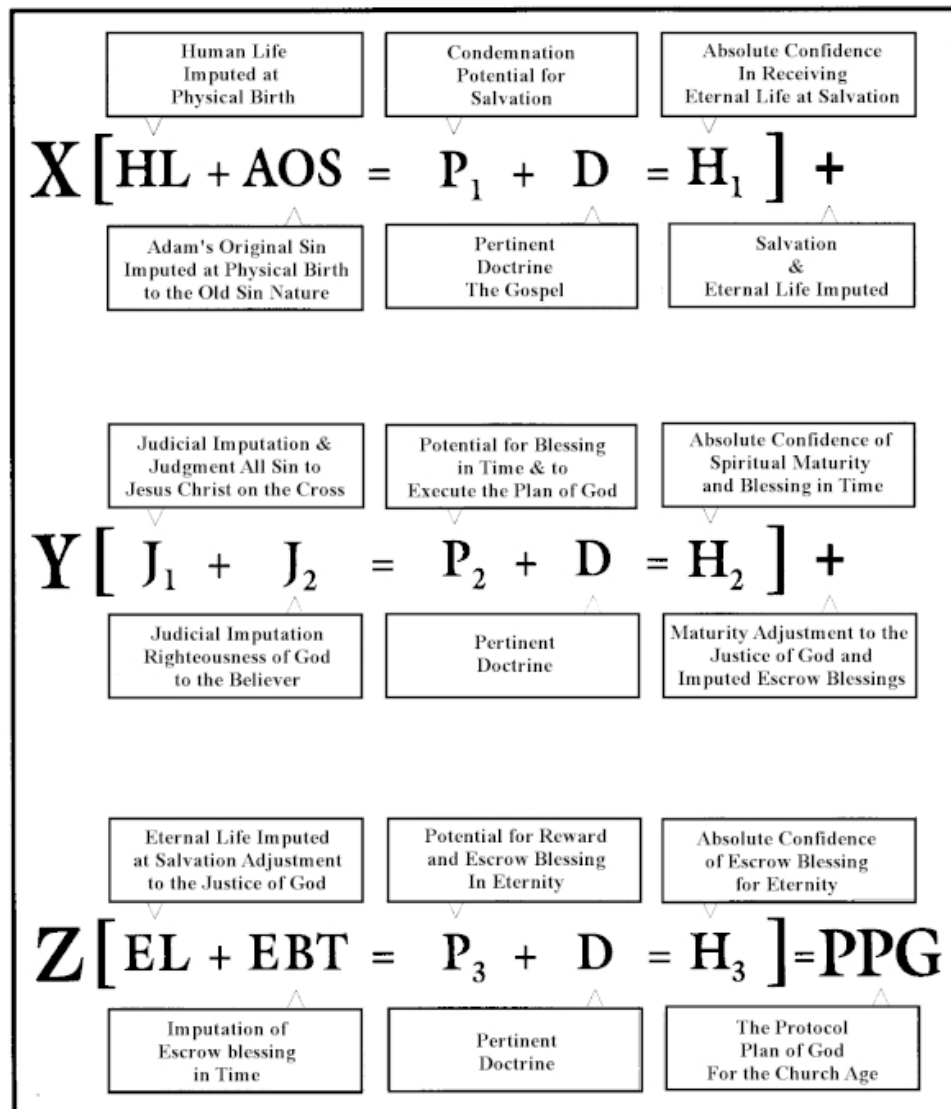 Human Life
Imputed at
Physical Birth
Condemnation
Potential for
Salvation
Absolute Confidence
In Receiving
Eternal Life at Salvation
X [ HL + AOS = P₁ + D = H₁ ] +
Adam's Original Sin
Imputed at Physical Birth
to the Old Sin Nature
Pertinent
Doctrine
The Gospel
Salvation
&
Eternal Life Imputed
Judicial Imputation &
Judgment All Sin to
Jesus Christ on the Cross
Potential for Blessing
in Time & to
Execute the Plan of God
Absolute Confidence of
Spiritual Maturity
and Blessing in Time
Y [ J₁ + J₂ = P₂ + D = H₂ ] +
Judicial Imputation
Righteousness of God
to the Believer
Pertinent
Doctrine
Maturity Adjustment to the
Justice of God and
Imputed Escrow Blessings
Eternal Life Imputed
at Salvation Adjustment
to the Justice of God
Potential for Reward
and Escrow Blessing
In Eternity
Absolute Confidence
of Escrow Blessing
for Eternity
Z [ EL + EBT = P₃ + D = H₃ ] = PPG
Imputation of
Escrow blessing
in Time
Pertinent
Doctrine
The Protocol
Plan of God
For the Church Age